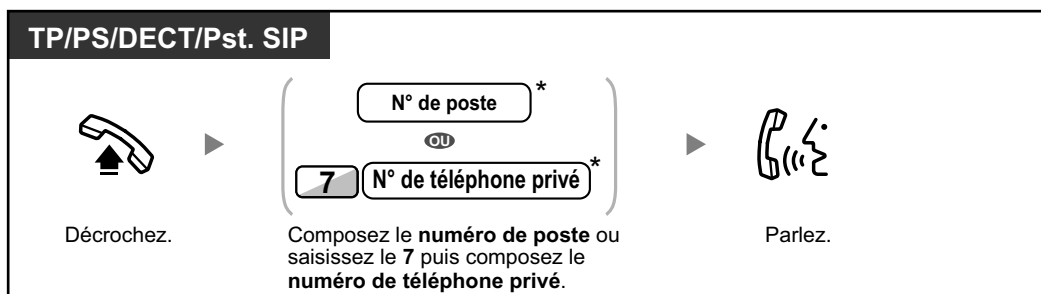 TP/PS/DECT/Pst. SIP
N° de poste *
OU
7 N° de téléphone privé *
Décrochez.
Composez le numéro de poste ou
saisissez le 7 puis composez le
numéro de téléphone privé.
Parlez.